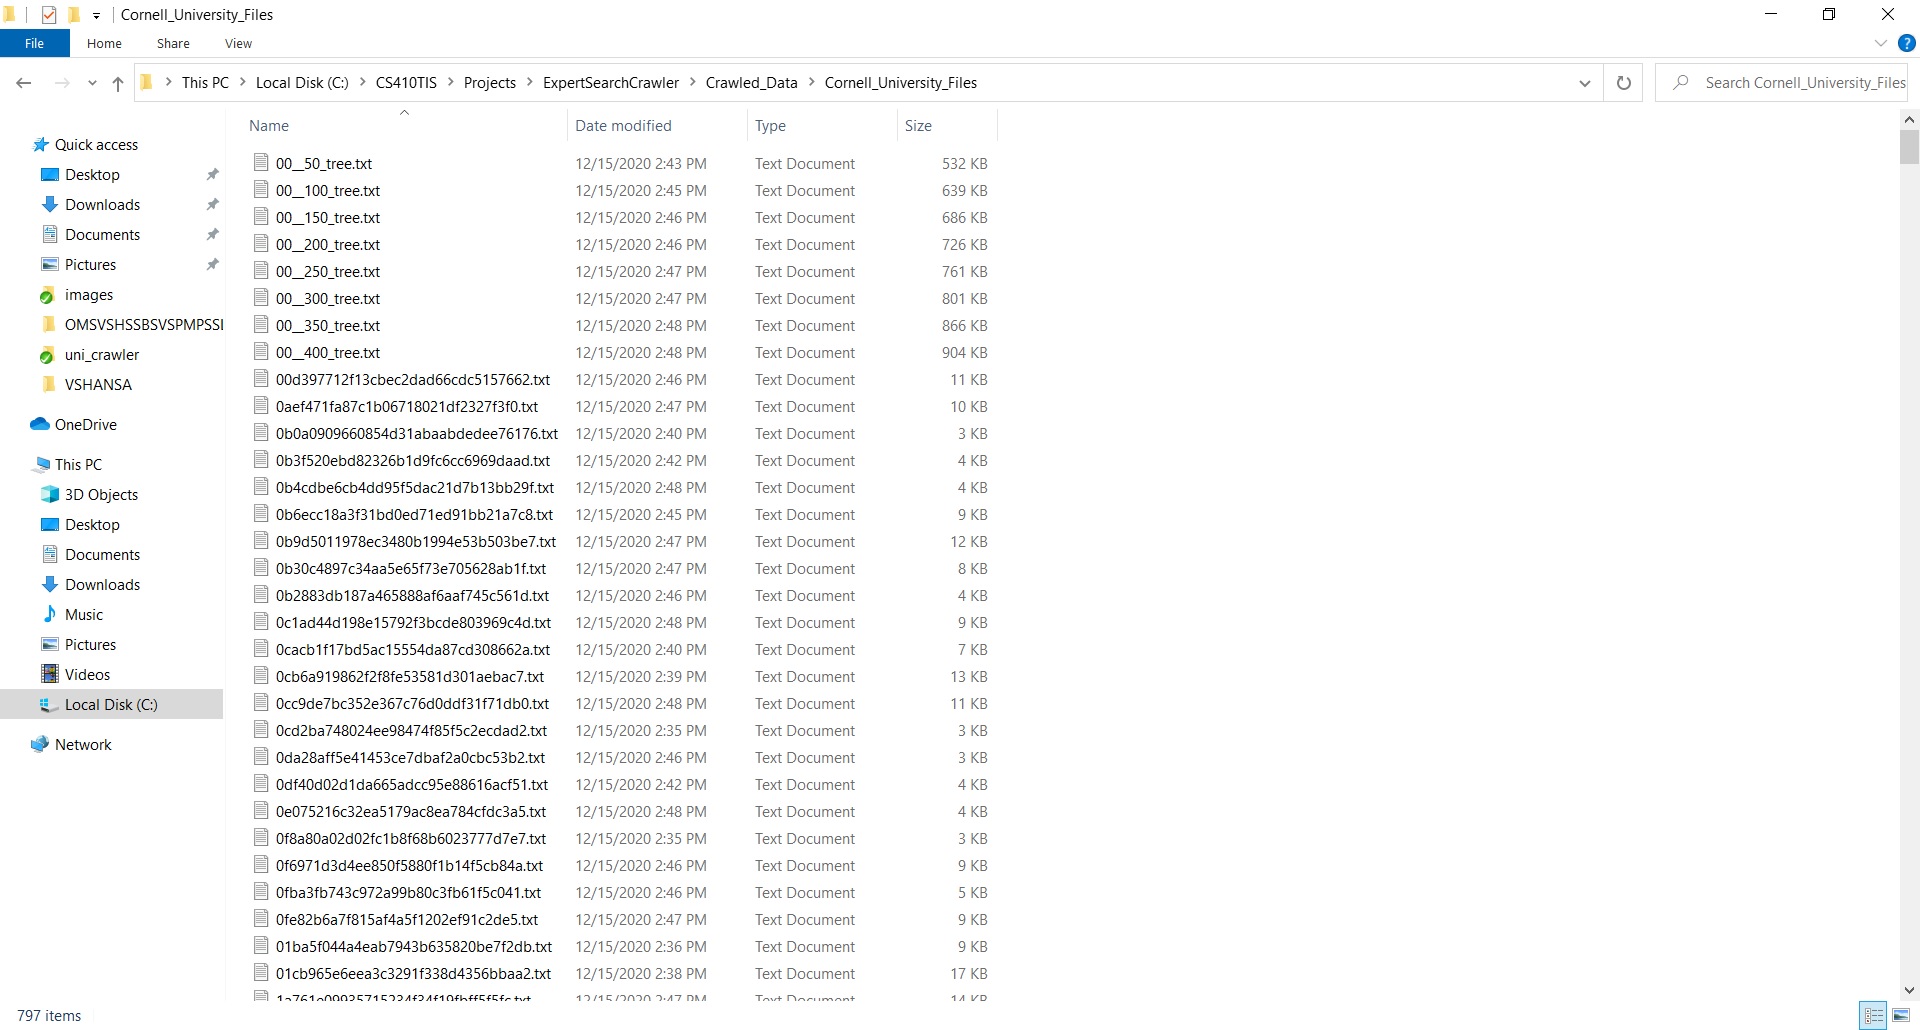 Cornell_University_Files
File Home Share View
This PC Local Disk (C:) CS410TIS Projects ExpertSearchCrawler Crawled_Data Cornell_University_Files
Search Cornell_University_Files
Quick access
Desktop
Downloads
Documents
Pictures
images
OMSVSHSSBSVSPMPSSI
uni_crawler
VSHANSA
OneDrive
This PC
3D Objects
Desktop
Documents
Downloads
Music
Pictures
Videos
Local Disk (C:)
Network
Name Date modified Type Size
00__50_tree.txt 12/15/2020 2:43 PM Text Document 532 KB
00__100_tree.txt 12/15/2020 2:45 PM Text Document 639 KB
00__150_tree.txt 12/15/2020 2:46 PM Text Document 686 KB
00__200_tree.txt 12/15/2020 2:46 PM Text Document 726 KB
00__250_tree.txt 12/15/2020 2:47 PM Text Document 761 KB
00__300_tree.txt 12/15/2020 2:47 PM Text Document 801 KB
00__350_tree.txt 12/15/2020 2:48 PM Text Document 866 KB
00__400_tree.txt 12/15/2020 2:48 PM Text Document 904 KB
00d397712f13cbec2dad66cdc5157662.txt 12/15/2020 2:46 PM Text Document 11 KB
0aef471fa87c1b06718021df2327f3f0.txt 12/15/2020 2:47 PM Text Document 10 KB
0b0a0909660854d31abaabdedee76176.txt 12/15/2020 2:40 PM Text Document 3 KB
0b3f520ebd82326b1d9fc6cc6969daad.txt 12/15/2020 2:42 PM Text Document 4 KB
0b4cdbe6cb4dd95f5dac21d7b13bb29f.txt 12/15/2020 2:48 PM Text Document 4 KB
0b6ecc18a3f31bd0ed71ed91bb21a7c8.txt 12/15/2020 2:45 PM Text Document 9 KB
0b9d5011978ec3480b1994e53b503be7.txt 12/15/2020 2:47 PM Text Document 12 KB
0b30c4897c34aa5e65f73e705628ab1f.txt 12/15/2020 2:47 PM Text Document 8 KB
0b2883db187a465888af6aaf745c561d.txt 12/15/2020 2:46 PM Text Document 4 KB
0c1ad44d198e15792f3bcde803969c4d.txt 12/15/2020 2:48 PM Text Document 9 KB
0cacb1f17bd5ac15554da87cd308662a.txt 12/15/2020 2:40 PM Text Document 7 KB
0cb6a919862f2f8fe53581d301aebac7.txt 12/15/2020 2:39 PM Text Document 13 KB
0cc9de7bc352e367c76d0ddf31f71db0.txt 12/15/2020 2:48 PM Text Document 11 KB
0cd2ba748024ee98474f85f5c2ecdad2.txt 12/15/2020 2:35 PM Text Document 3 KB
0da28aff5e41453ce7dbaf2a0cbc53b2.txt 12/15/2020 2:46 PM Text Document 3 KB
0df40d02d1da665adcc95e88616acf51.txt 12/15/2020 2:42 PM Text Document 4 KB
0e075216c32ea5179ac8ea784cfdc3a5.txt 12/15/2020 2:48 PM Text Document 4 KB
0f8a80a02d02fc1b8f68b6023777d7e7.txt 12/15/2020 2:35 PM Text Document 3 KB
0f6971d3d4ee850f5880f1b14f5cb84a.txt 12/15/2020 2:46 PM Text Document 9 KB
0fba3fb743c972a99b80c3fb61f5c041.txt 12/15/2020 2:46 PM Text Document 5 KB
0fe82b6a7f815af4a5f1202ef91c2de5.txt 12/15/2020 2:47 PM Text Document 9 KB
01ba5f044a4eab7943b635820be7f2db.txt 12/15/2020 2:36 PM Text Document 9 KB
01cb965e6eea3c3291f338d4356bbaa2.txt 12/15/2020 2:38 PM Text Document 17 KB
12/15/2020 2:47 PM Text Document 14 KB
797 items